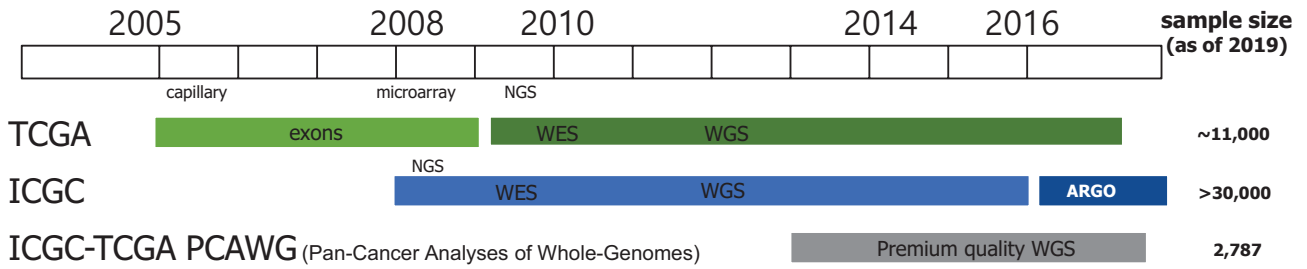 2005 2008 2010 2014 2016 sample size
(as of 2019)
capillary microarray NGS
TCGA exons WES WGS ~11,000
NGS
ICGC WES WGS ARGO >30,000
ICGC-TCGA PCAWG (Pan-Cancer Analyses of Whole-Genomes) Premium quality WGS 2,787